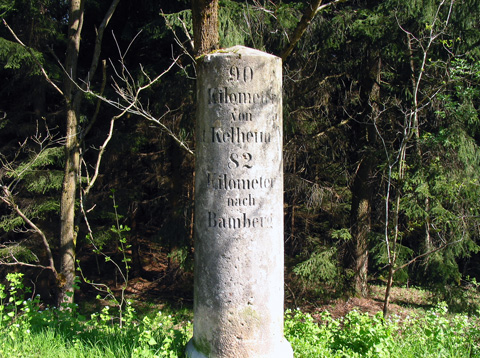 90
Kilometer
von
Kelheim
82
Kilometer
nach
Bamberg